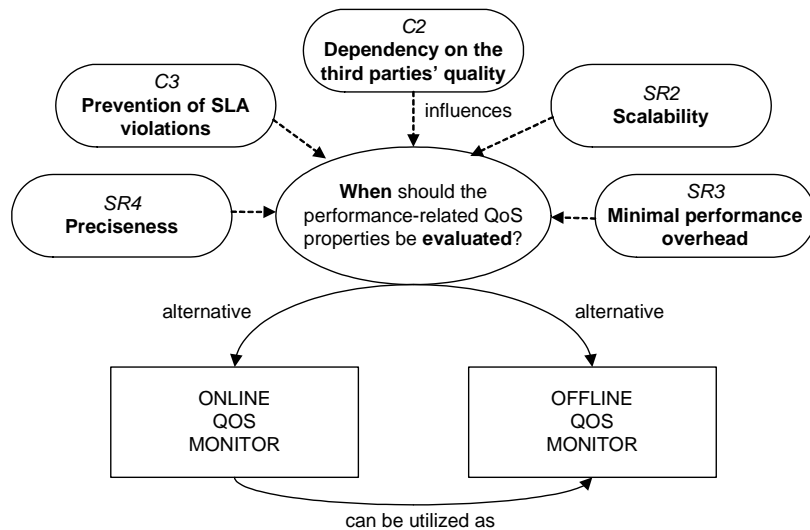 C2
Dependency on the
third parties’ quality
C3
Prevention of SLA
violations
influences
SR2
Scalability
SR4
Preciseness
When should the
performance-related QoS
properties be evaluated?
SR3
Minimal performance
overhead
alternative
alternative
ONLINE
QOS
MONITOR
OFFLINE
QOS
MONITOR
can be utilized as